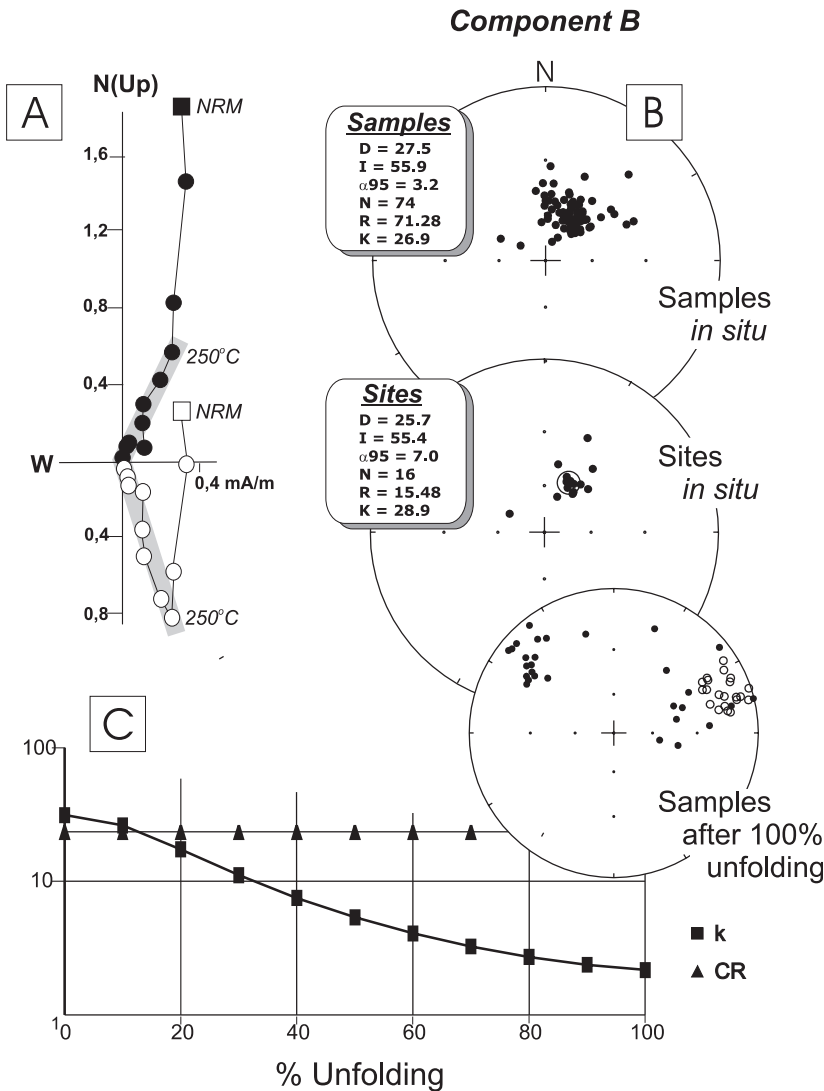 Component B
A
N(Up)
NRM
1,6
1,2
0,8
250°C
0,4
NRM
W
0,4 mA/m
0,4
250°C
0,8
N
B
Samples
D = 27.5
I = 55.9
α95 = 3.2
N = 74
R = 71.28
K = 26.9
Samples
in situ
Sites
D = 25.7
I = 55.4
α95 = 7.0
N = 16
R = 15.48
K = 28.9
Sites
in situ
Samples
after 100%
unfolding
C
100
10
1
0
20
40
60
80
100
k
CR
% Unfolding